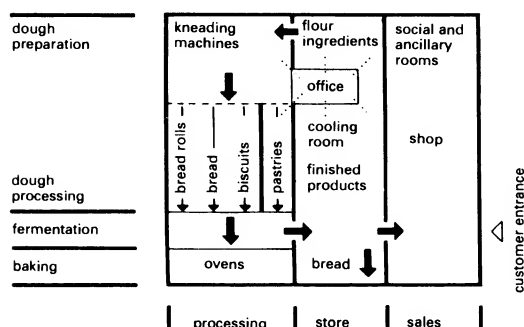 dough
preparation
kneading
machines
flour
ingredients
social and
ancillary
rooms
office
bread rolls
bread
biscuits
pastries
cooling
room
finished
products
shop
dough
processing
fermentation
baking
ovens
bread
customer entrance
processing
store
sales